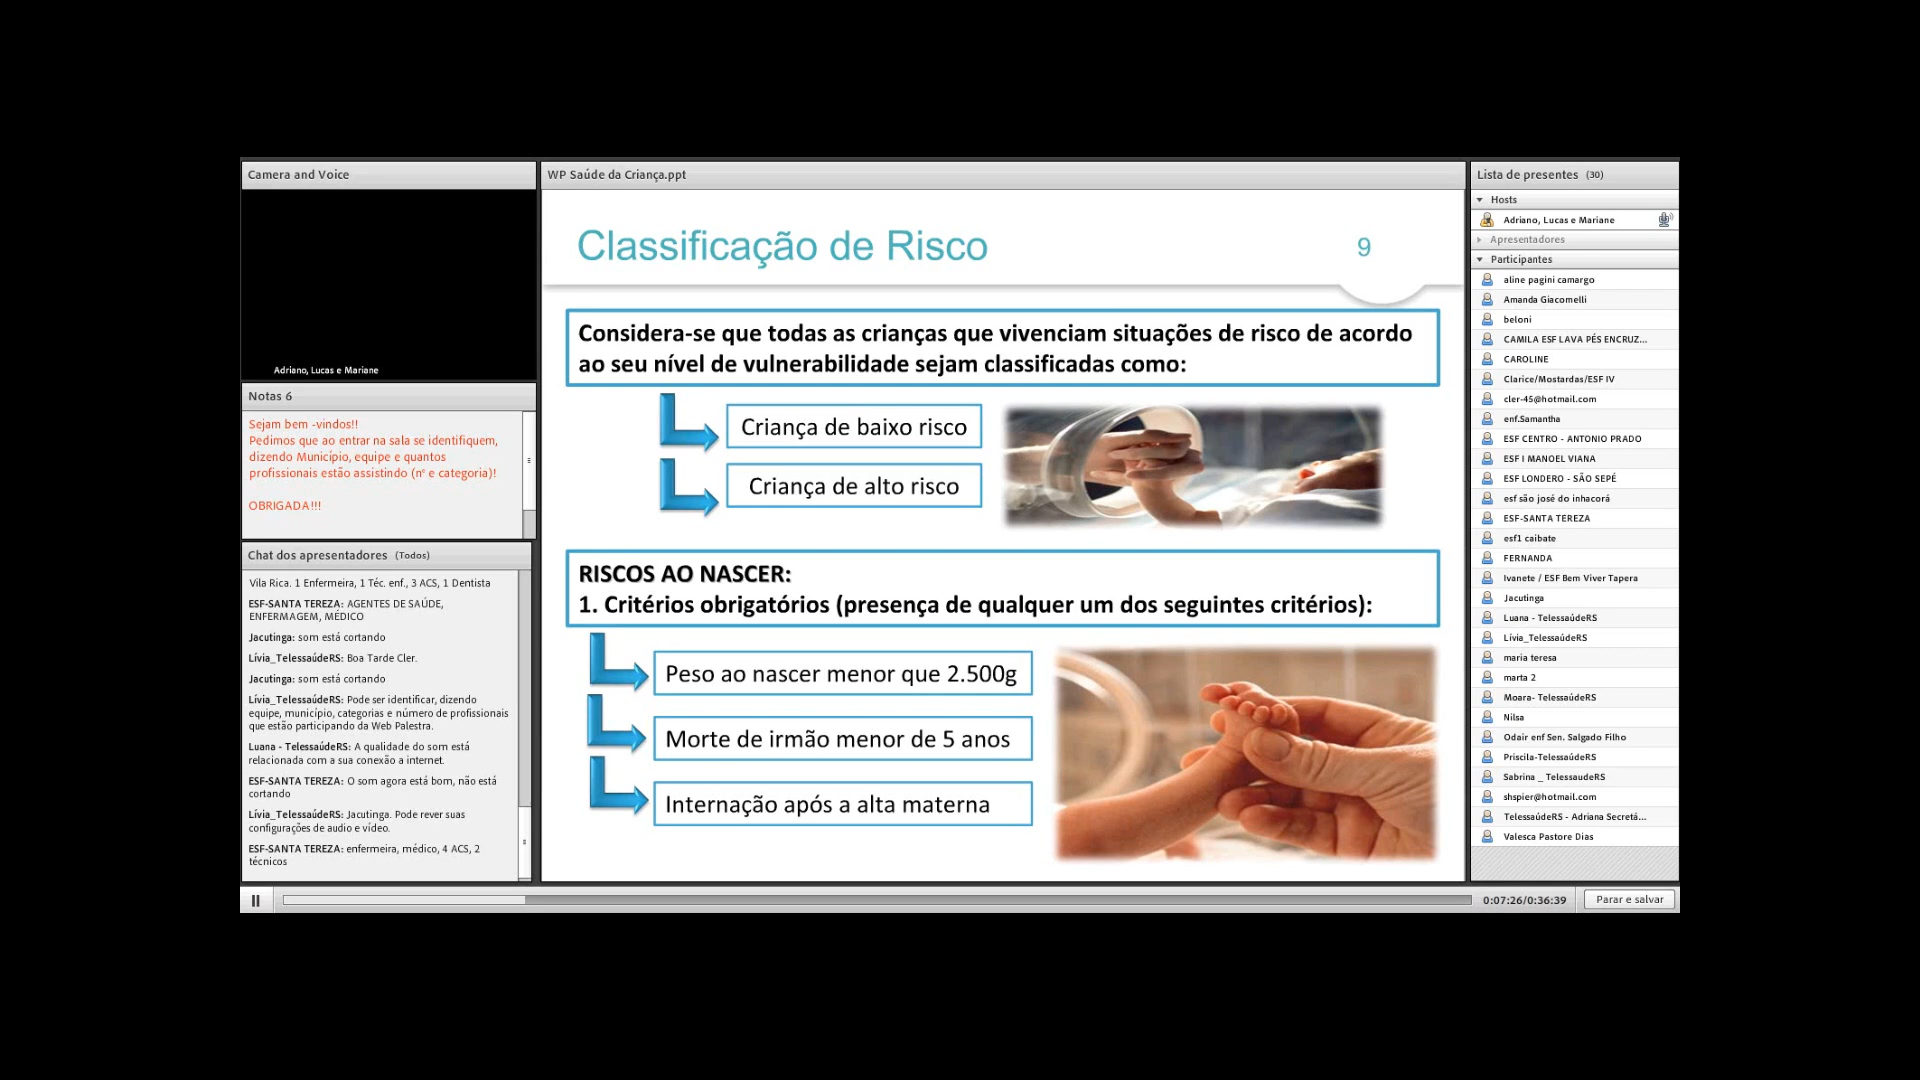 Camera and Voice
Adriano, Lucas e Mariane
Notas 6
Sejam bem -vindos!!
Pedimos que ao entrar na sala se identifiquem,
dizendo Município, equipe e quantos
profissionais estão assistindo (nº e categoria)!
OBRIGADA!!!
Chat dos apresentadores (Todos)
Vila Rica. 1 Enfermeira, 1 Téc. enf., 3 ACS, 1 Dentista
ESF-SANTA TEREZA: AGENTES DE SAÚDE,
ENFERMAGEM, MÉDICO
Jacutinga: som está cortando
Lívia_TelessaúdeRS: Boa Tarde Cler.
Jacutinga: som está cortando
Lívia_TelessaúdeRS: Pode ser identificar, dizendo
equipe, município, categorias e número de profissionais
que estão participando da Web Palestra.
Luana - TelessaúdeRS: A qualidade do som está
relacionada com a sua conexão a internet.
ESF-SANTA TEREZA: O som agora está bom, não está
cortando
Lívia_TelessaúdeRS: Jacutinga. Pode rever suas
configurações de audio e vídeo.
ESF-SANTA TEREZA: enfermeira, médico, 4 ACS, 2
técnicos
WP Saúde da Criança.ppt
Classificação de Risco
9
Considera-se que todas as crianças que vivenciam situações de risco de acordo
ao seu nível de vulnerabilidade sejam classificadas como:
Criança de baixo risco
Criança de alto risco
RISCOS AO NASCER:
1. Critérios obrigatórios (presença de qualquer um dos seguintes critérios):
Peso ao nascer menor que 2.500g
Morte de irmão menor de 5 anos
Internação após a alta materna
Lista de presentes (30)
Hosts
Adriano, Lucas e Mariane
Apresentadores
Participantes
aline pagini camargo
Amanda Giacomelli
beloni
CAMILA ESF LAVA PÉS ENCRUZ...
CAROLINE
Clarice/Mostardas/ESF IV
cler-45@hotmail.com
enf.Samantha
ESF CENTRO - ANTONIO PRADO
ESF I MANOEL VIANA
ESF LONDERO - SÃO SEPÉ
esf são josé do inhacorá
ESF-SANTA TEREZA
esf1 caibate
FERNANDA
Ivanete / ESF Bem Viver Tapera
Jacutinga
Luana - TelessaúdeRS
Lívia_TelessaúdeRS
maria teresa
marta 2
Moara- TelessaúdeRS
Nilsa
Odair enf Sen. Salgado Filho
Priscila-TelessaúdeRS
Sabrina _ TelessaudeRS
shspier@hotmail.com
TelessaúdeRS - Adriana Secretá...
Valesca Pastore Dias
0:07:26/0:36:39
Parar e salvar